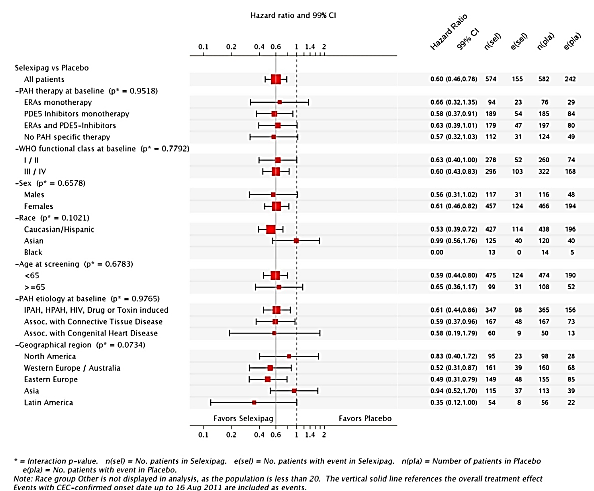 Hazard ratio and 99% CI
Hazard Ratio 99% CI n(sel) e(sel) n(pla) e(pla)
0.1 0.2 0.4 0.6 1 1.4 2
Selexipag vs Placebo
All patients 0.60 (0.46,0.78) 574 155 582 242
-PAH therapy at baseline (p* = 0.9518)
ERAs monotherapy 0.66 (0.32,1.35) 94 23 76 29
PDE5 Inhibitors monotherapy 0.58 (0.37,0.91) 189 54 185 84
ERAs and PDE5-Inhibitors 0.63 (0.39,1.01) 179 47 197 80
No PAH specific therapy 0.57 (0.32,1.03) 112 31 124 49
-WHO functional class at baseline (p* = 0.7792)
I / II 0.63 (0.40,1.00) 278 52 260 74
III / IV 0.60 (0.43,0.83) 296 103 322 168
-Sex (p* = 0.6578)
Males 0.56 (0.31,1.02) 117 31 116 48
Females 0.61 (0.46,0.82) 457 124 466 194
-Race (p* = 0.1021)
Caucasian/Hispanic 0.53 (0.39,0.72) 427 114 438 196
Asian 0.99 (0.56,1.76) 125 40 120 40
Black 0.00 13 0 14 5
-Age at screening (p* = 0.6783)
<65 0.59 (0.44,0.80) 475 124 474 190
>=65 0.65 (0.36,1.17) 99 31 108 52
-PAH etiology at baseline (p* = 0.9765)
IPAH, HPAH, HIV, Drug or Toxin induced 0.61 (0.44,0.86) 347 98 365 156
Assoc. with Connective Tissue Disease 0.59 (0.37,0.96) 167 48 167 73
Assoc. with Congenital Heart Disease 0.58 (0.19,1.79) 60 9 50 13
-Geographical region (p* = 0.0734)
North America 0.83 (0.40,1.72) 95 23 98 28
Western Europe / Australia 0.52 (0.31,0.87) 161 39 160 68
Eastern Europe 0.49 (0.31,0.79) 149 48 155 85
Asia 0.94 (0.52,1.70) 115 37 113 39
Latin America 0.35 (0.12,1.00) 54 8 56 22
Favors Selexipag Favors Placebo
0.1 0.2 0.4 0.6 1 1.4 2
* = Interaction p-value. n(sel) = No. patients in Selexipag. e(sel) = No. patients with event in Selexipag. n(pla) = Number of patients in Placebo
e(pla) = No. patients with event in Placebo.
Note: Race group Other is not displayed in analysis, as the population is less than 20. The vertical solid line references the overall treatment effect
Events with CEC-confirmed onset date up to 16 Aug 2011 are included as events.